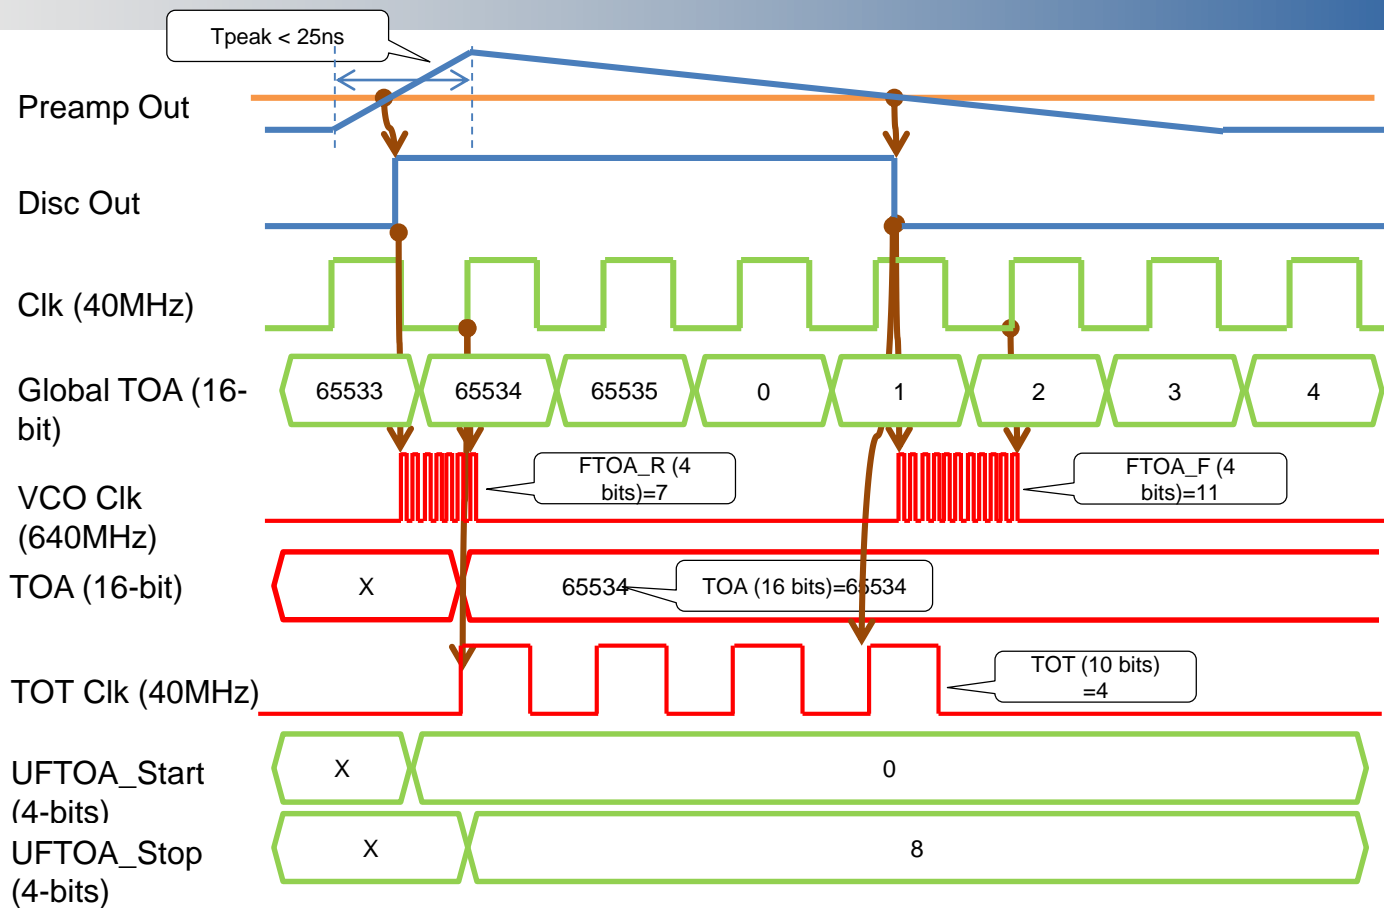 Tpeak < 25ns
Preamp Out
Disc Out
Clk (40MHz)
Global TOA (16-
bit)
65533
65534
65535
0
1
2
3
4
FTOA_R (4
bits)=7
FTOA_F (4
bits)=11
VCO Clk
(640MHz)
TOA (16-bit)
X
65534
TOA (16 bits)=65534
TOT Clk (40MHz)
TOT (10 bits)
=4
UFTOA_Start
(4-bits)
X
0
UFTOA_Stop
(4-bits)
X
8